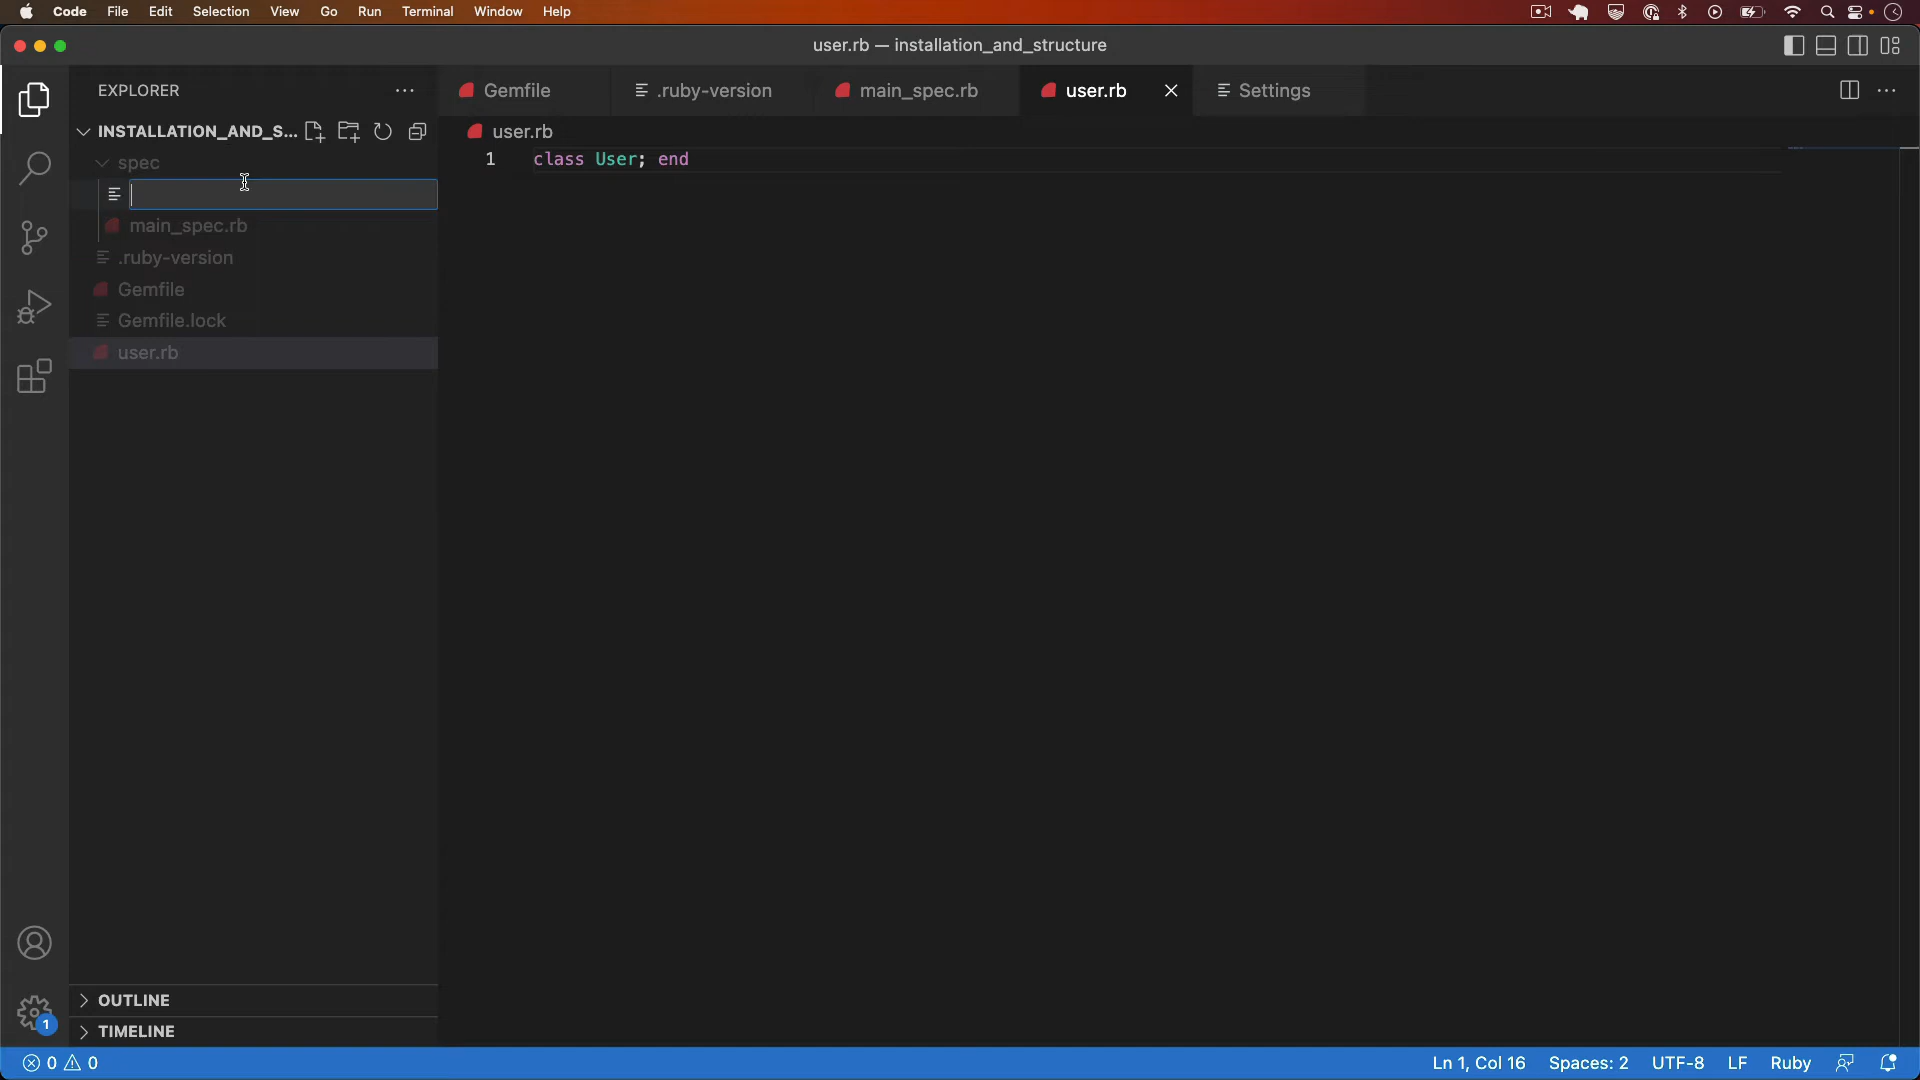 Code File Edit Selection View Go Run Terminal Window Help
user.rb — installation_and_structure
EXPLORER
Gemfile .ruby-version main_spec.rb user.rb Settings
INSTALLATION_AND_S...
user.rb
spec
1 class User; end
main_spec.rb
.ruby-version
Gemfile
Gemfile.lock
user.rb
OUTLINE
1
TIMELINE
0 0 Ln 1, Col 16 Spaces: 2 UTF-8 LF Ruby